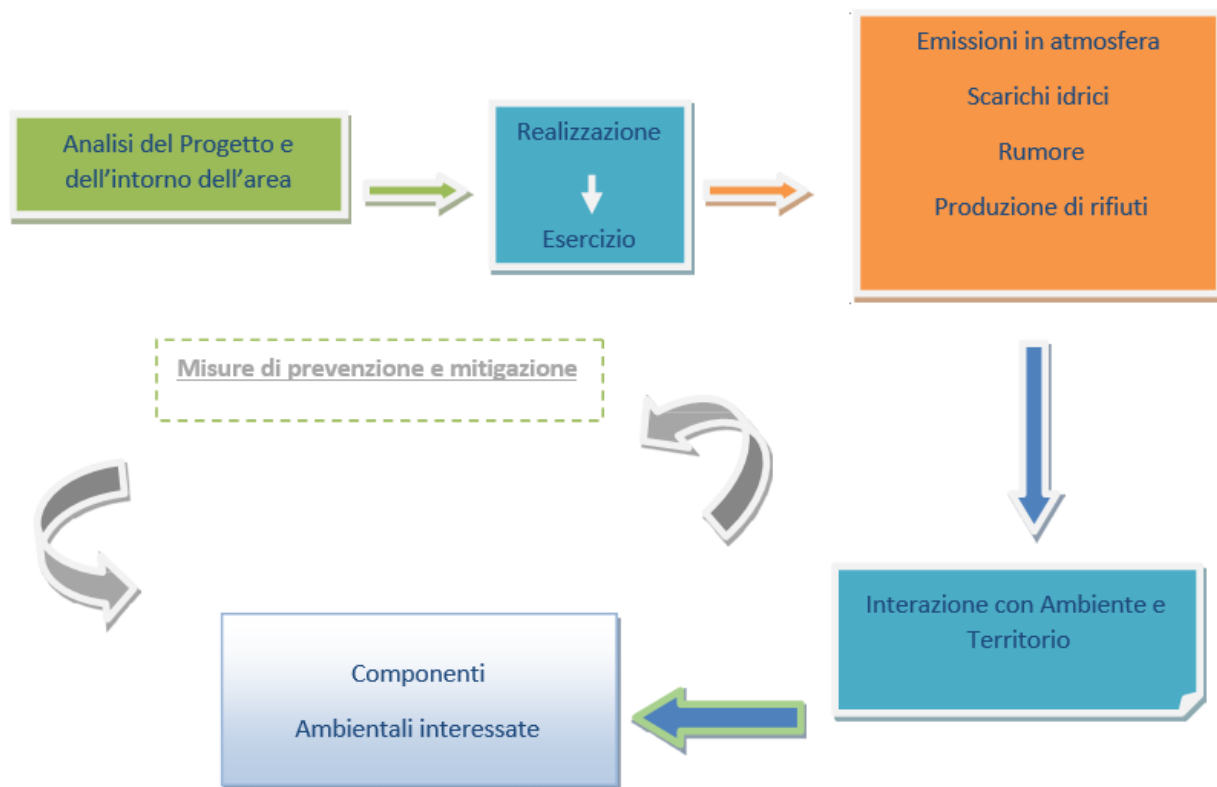 Analisi del Progetto e
dell’intorno dell’area
Realizzazione
Esercizio
Emissioni in atmosfera
Scarichi idrici
Rumore
Produzione di rifiuti
Misure di prevenzione e mitigazione
Interazione con Ambiente e
Territorio
Componenti
Ambientali interessate